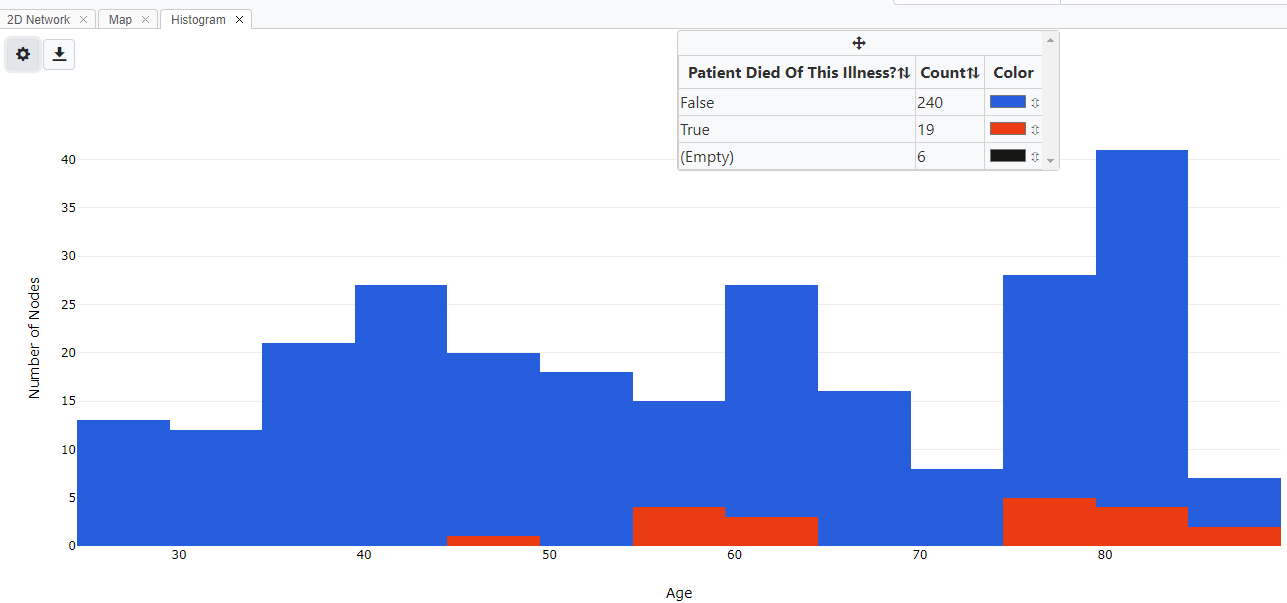 2D Network
Map
Histogram
Patient Died Of This Illness? Count Color
False 240
True 19
(Empty) 6
40
35
30
25
20
15
10
5
0
Number of Nodes
30 40 50 60 70 80
Age